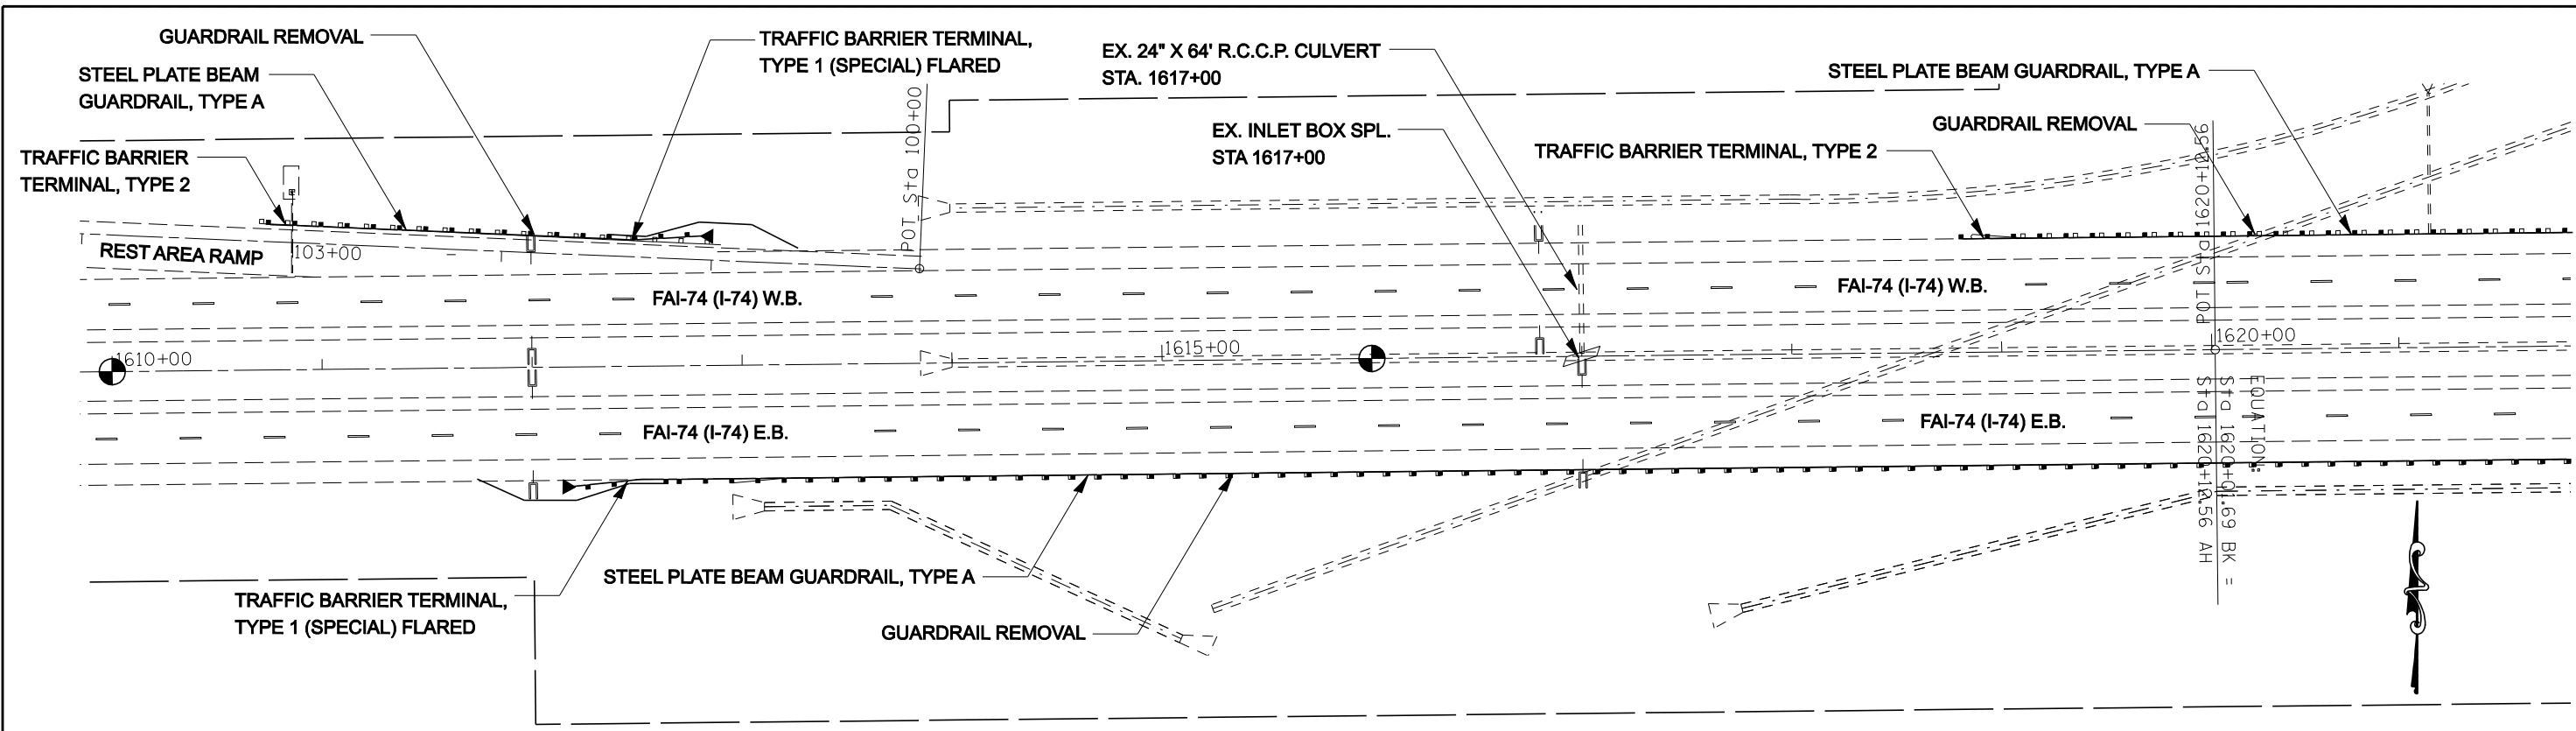 GUARDRAIL REMOVAL
STEEL PLATE BEAM
GUARDRAIL, TYPE A
TRAFFIC BARRIER
TERMINAL, TYPE 2
TRAFFIC BARRIER TERMINAL,
TYPE 1 (SPECIAL) FLARED
EX. 24" X 64' R.C.C.P. CULVERT
STA. 1617+00
EX. INLET BOX SPL.
STA 1617+00
STEEL PLATE BEAM GUARDRAIL, TYPE A
GUARDRAIL REMOVAL
TRAFFIC BARRIER TERMINAL, TYPE 2
POT Sta 100+00
POT Sta 1620+12.56
REST AREA RAMP
103+00
FAI-74 (I-74) W.B.
FAI-74 (I-74) W.B.
1610+00
1615+00
1620+00
FAI-74 (I-74) E.B.
FAI-74 (I-74) E.B.
EQUATION:
Sta 1620+01.69 BK =
Sta 1620+12.56 AH
STEEL PLATE BEAM GUARDRAIL, TYPE A
TRAFFIC BARRIER TERMINAL,
TYPE 1 (SPECIAL) FLARED
GUARDRAIL REMOVAL